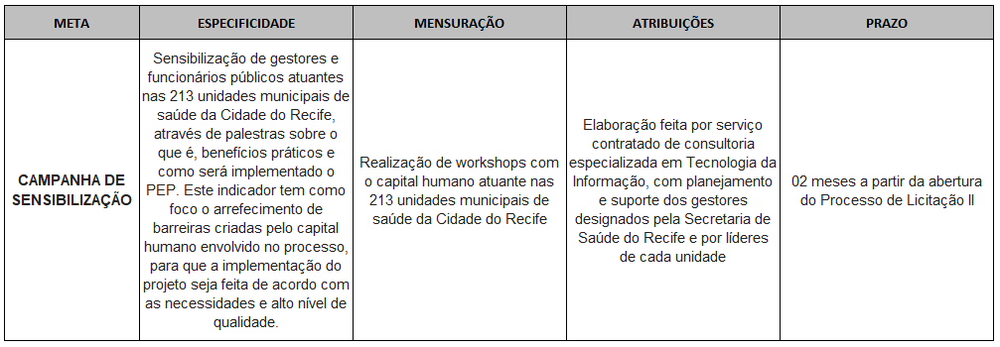 META
ESPECIFICIDADE
MENSURAÇÃO
ATRIBUIÇÕES
PRAZO
CAMPANHA DE
SENSIBILIZAÇÃO
Sensibilização de gestores e
funcionários públicos atuantes
nas 213 unidades municipais de
saúde da Cidade do Recife,
através de palestras sobre o
que é, benefícios práticos e
como será implementado o
PEP. Este indicador tem como
foco o arrefecimento de
barreiras criadas pelo capital
humano envolvido no processo,
para que a implementação do
projeto seja feita de acordo com
as necessidades e alto nível de
qualidade.
Realização de workshops com
o capital humano atuante nas
213 unidades municipais de
saúde da Cidade do Recife
Elaboração feita por serviço
contratado de consultoria
especializada em Tecnologia da
Informação, com planejamento
e suporte dos gestores
designados pela Secretaria de
Saúde do Recife e por líderes
de cada unidade
02 meses a partir da abertura
do Processo de Licitação II